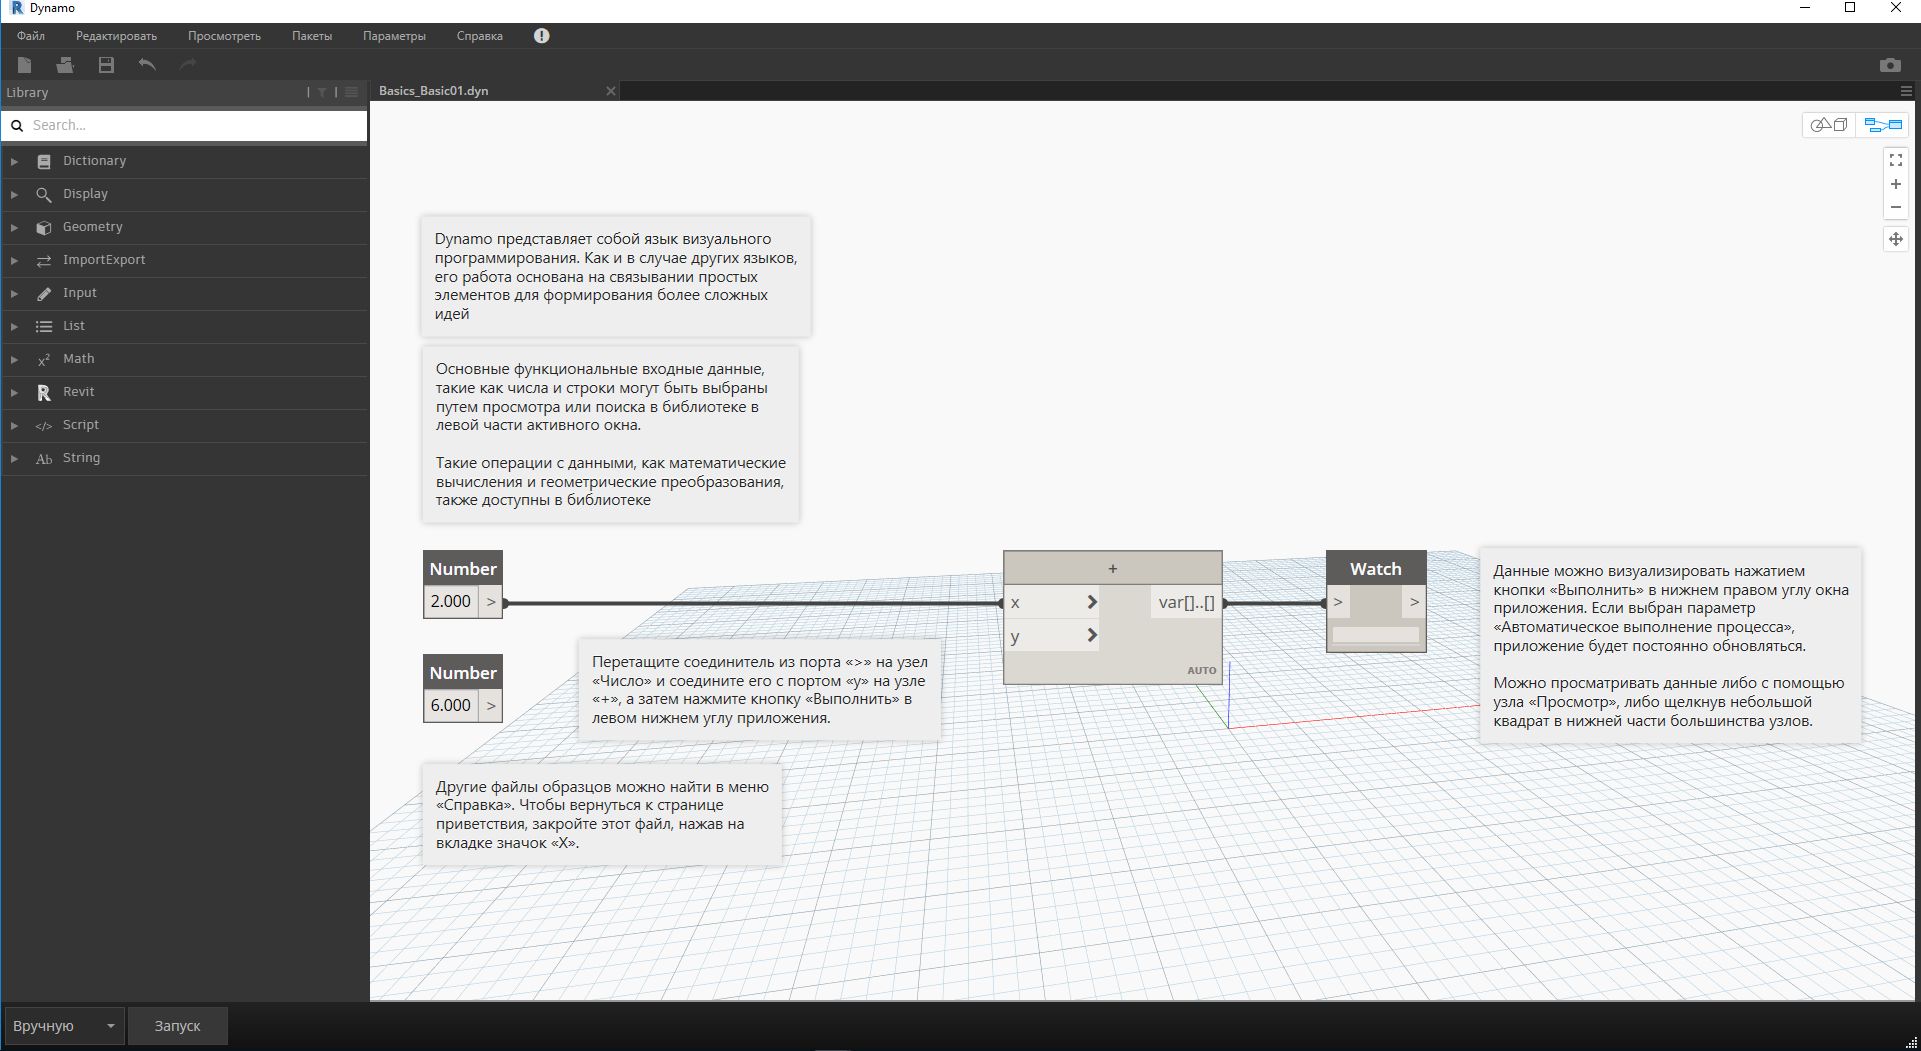 Dynamo
Файл Редактировать Просмотреть Пакеты Параметры Справка
Library
Basics_Basic01.dyn
Search...
Dictionary
Display
Geometry
ImportExport
Input
List
Math
Revit
Script
String
Dynamo представляет собой язык визуального
программирования. Как и в случае других языков,
его работа основана на связывании простых
элементов для формирования более сложных
идей
Основные функциональные входные данные,
такие как числа и строки могут быть выбраны
путем просмотра или поиска в библиотеке в
левой части активного окна.
Такие операции с данными, как математические
вычисления и геометрические преобразования,
также доступны в библиотеке
Number
2.000 >
Number
6.000 >
Перетащите соединитель из порта «>» на узел
«Число» и соедините его с портом «y» на узле
«+», а затем нажмите кнопку «Выполнить» в
левом нижнем углу приложения.
Другие файлы образцов можно найти в меню
«Справка». Чтобы вернуться к странице
приветствия, закройте этот файл, нажав на
вкладке значок «X».
+
x > var[]..[]
y >
AUTO
Watch
> >
Данные можно визуализировать нажатием
кнопки «Выполнить» в нижнем правом углу окна
приложения. Если выбран параметр
«Автоматическое выполнение процесса»,
приложение будет постоянно обновляться.
Можно просматривать данные либо с помощью
узла «Просмотр», либо щелкнув небольшой
квадрат в нижней части большинства узлов.
Вручную Запуск